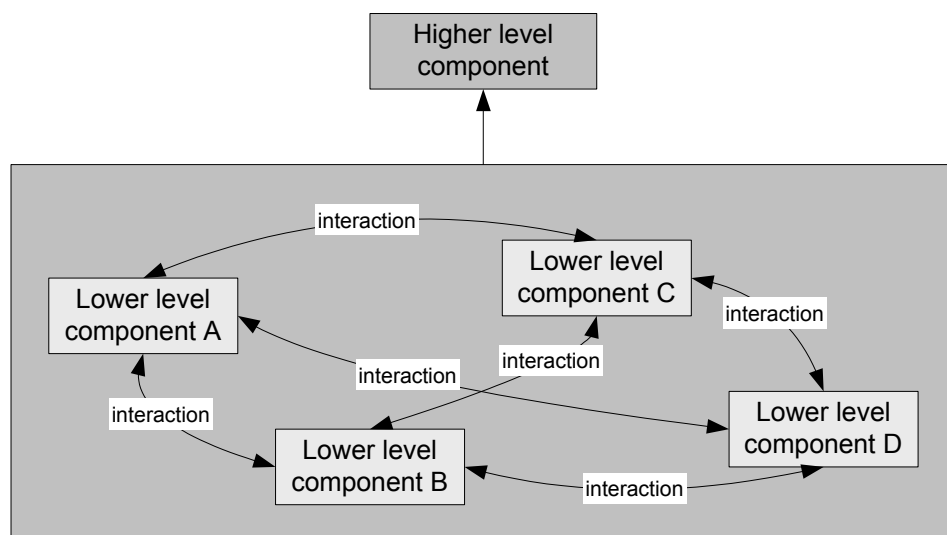 Higher level
component
interaction
Lower level
component C
Lower level
component A
interaction
interaction
interaction
interaction
Lower level
component D
Lower level
component B
interaction